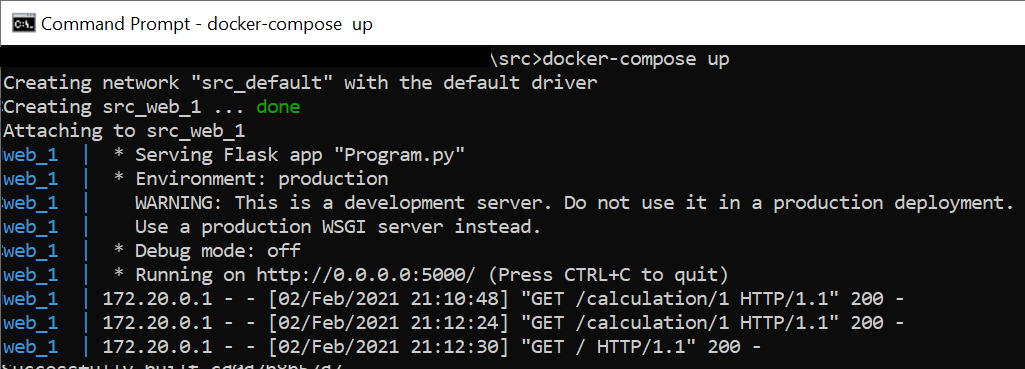 Command Prompt - docker-compose up
\src>docker-compose up
Creating network "src_default" with the default driver
Creating src_web_1 ... done
Attaching to src_web_1
web_1 | * Serving Flask app "Program.py"
web_1 | * Environment: production
web_1 | WARNING: This is a development server. Do not use it in a production deployment.
web_1 | Use a production WSGI server instead.
web_1 | * Debug mode: off
web_1 | * Running on http://0.0.0.0:5000/ (Press CTRL+C to quit)
web_1 | 172.20.0.1 - - [02/Feb/2021 21:10:48] "GET /calculation/1 HTTP/1.1" 200 -
web_1 | 172.20.0.1 - - [02/Feb/2021 21:12:24] "GET /calculation/1 HTTP/1.1" 200 -
web_1 | 172.20.0.1 - - [02/Feb/2021 21:12:30] "GET / HTTP/1.1" 200 -
Successfully built